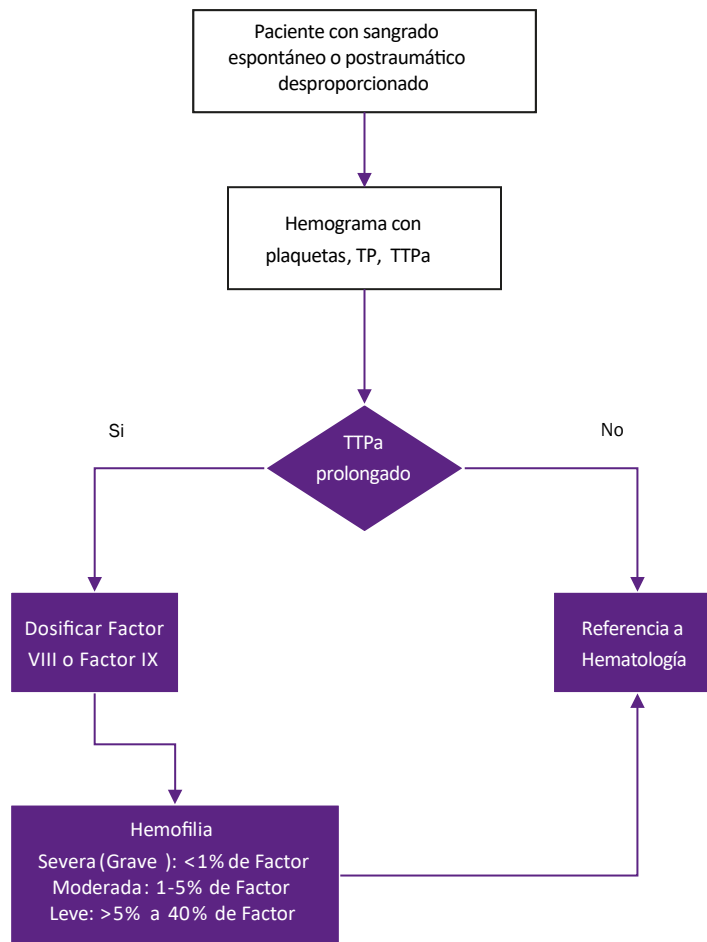 Paciente con sangrado
espontáneo o postraumático
desproporcionado
Hemograma con
plaquetas, TP, TTPa
Si
TTPa
prolongado
No
Dosificar Factor
VIII o Factor IX
Referencia a
Hematología
Hemofilia
Severa (Grave ): <1% de Factor
Moderada: 1-5% de Factor
Leve: >5% a 40% de Factor